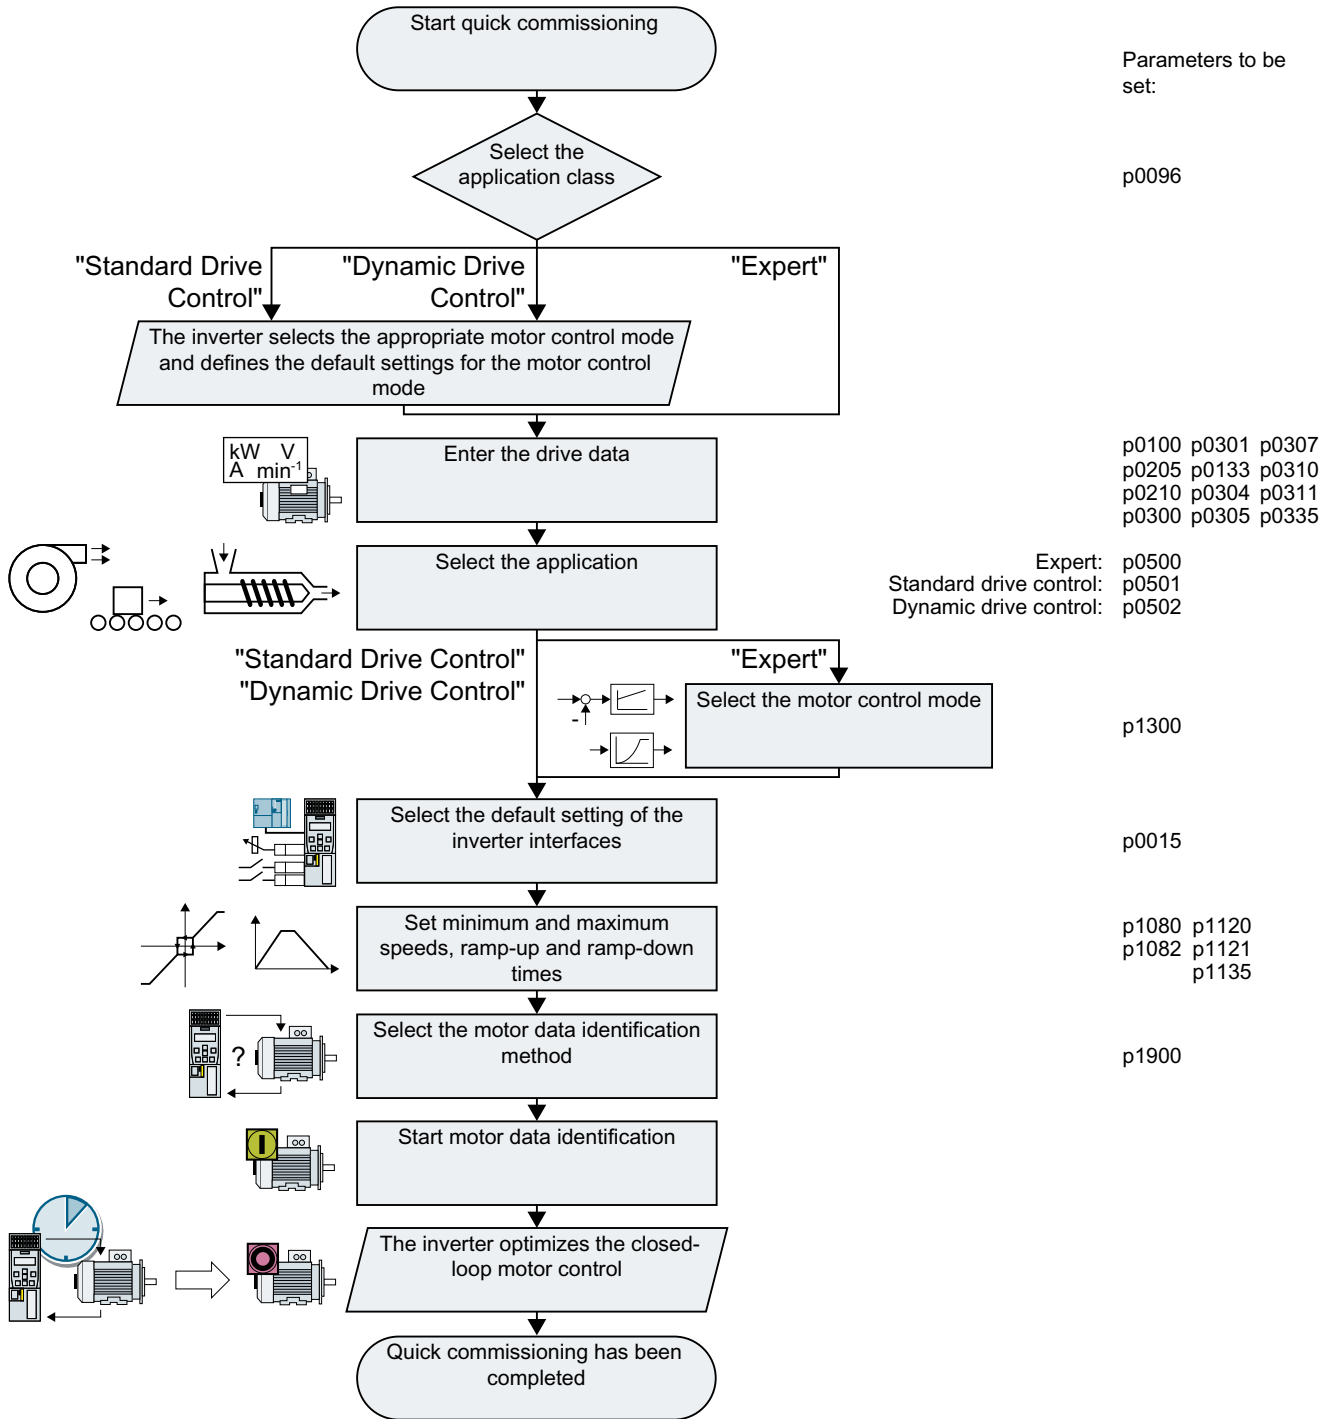 Start quick commissioning
Parameters to be
set:
Select the
application class
p0096
"Standard Drive
Control"
"Dynamic Drive
Control"
"Expert"
The inverter selects the appropriate motor control mode
and defines the default settings for the motor control
mode
kW V
A min-1
Enter the drive data
p0100 p0301 p0307
p0205 p0133 p0310
p0210 p0304 p0311
p0300 p0305 p0335
Select the application
Expert: p0500
Standard drive control: p0501
Dynamic drive control: p0502
"Standard Drive Control"
"Dynamic Drive Control"
"Expert"
-
Select the motor control mode
p1300
Select the default setting of the
inverter interfaces
p0015
Set minimum and maximum
speeds, ramp-up and ramp-down
times
p1080 p1120
p1082 p1121
p1135
?
Select the motor data identification
method
p1900
Start motor data identification
The inverter optimizes the closed-
loop motor control
Quick commissioning has been
completed